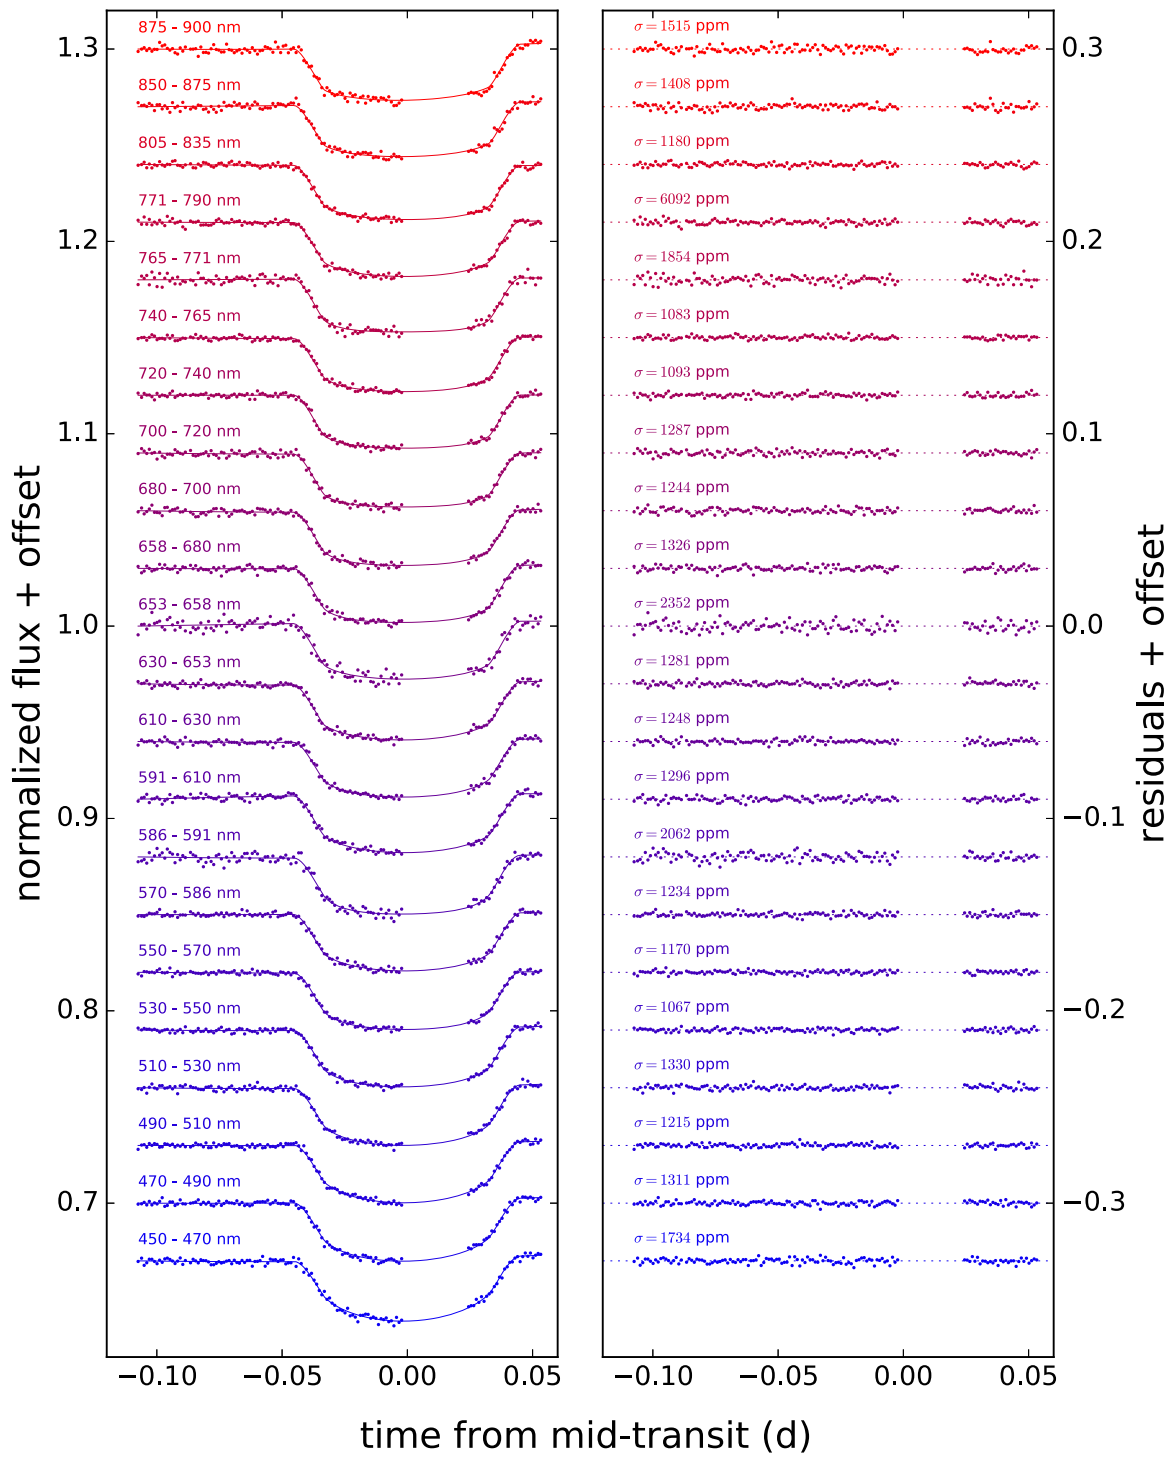 875 - 900 nm
850 - 875 nm
805 - 835 nm
771 - 790 nm
765 - 771 nm
740 - 765 nm
720 - 740 nm
700 - 720 nm
680 - 700 nm
658 - 680 nm
653 - 658 nm
630 - 653 nm
610 - 630 nm
591 - 610 nm
586 - 591 nm
570 - 586 nm
550 - 570 nm
530 - 550 nm
510 - 530 nm
490 - 510 nm
470 - 490 nm
450 - 470 nm
1.3
1.2
1.1
1.0
0.9
0.8
0.7
normalized flux + offset
−0.10
−0.05
0.00
0.05
σ = 1515 ppm
σ = 1408 ppm
σ = 1180 ppm
σ = 6092 ppm
σ = 1854 ppm
σ = 1083 ppm
σ = 1093 ppm
σ = 1287 ppm
σ = 1244 ppm
σ = 1326 ppm
σ = 2352 ppm
σ = 1281 ppm
σ = 1248 ppm
σ = 1296 ppm
σ = 2062 ppm
σ = 1234 ppm
σ = 1170 ppm
σ = 1067 ppm
σ = 1330 ppm
σ = 1215 ppm
σ = 1311 ppm
σ = 1734 ppm
0.3
0.2
0.1
0.0
−0.1
−0.2
−0.3
residuals + offset
−0.10
−0.05
0.00
0.05
time from mid-transit (d)